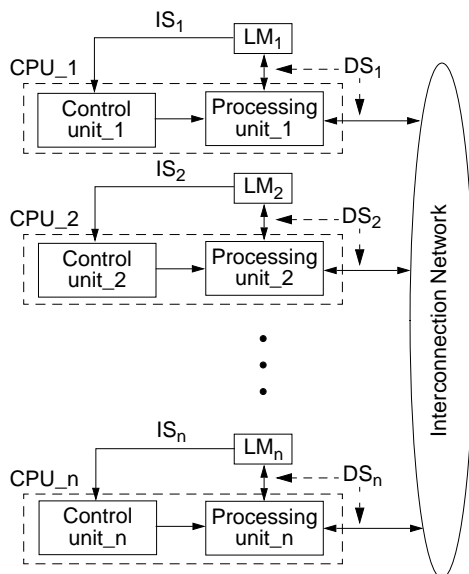 IS1
LM1
DS1
CPU_1
Control
unit_1
Processing
unit_1
IS2
LM2
DS2
CPU_2
Control
unit_2
Processing
unit_2
ISn
LMn
DSn
CPU_n
Control
unit_n
Processing
unit_n
Interconnection Network